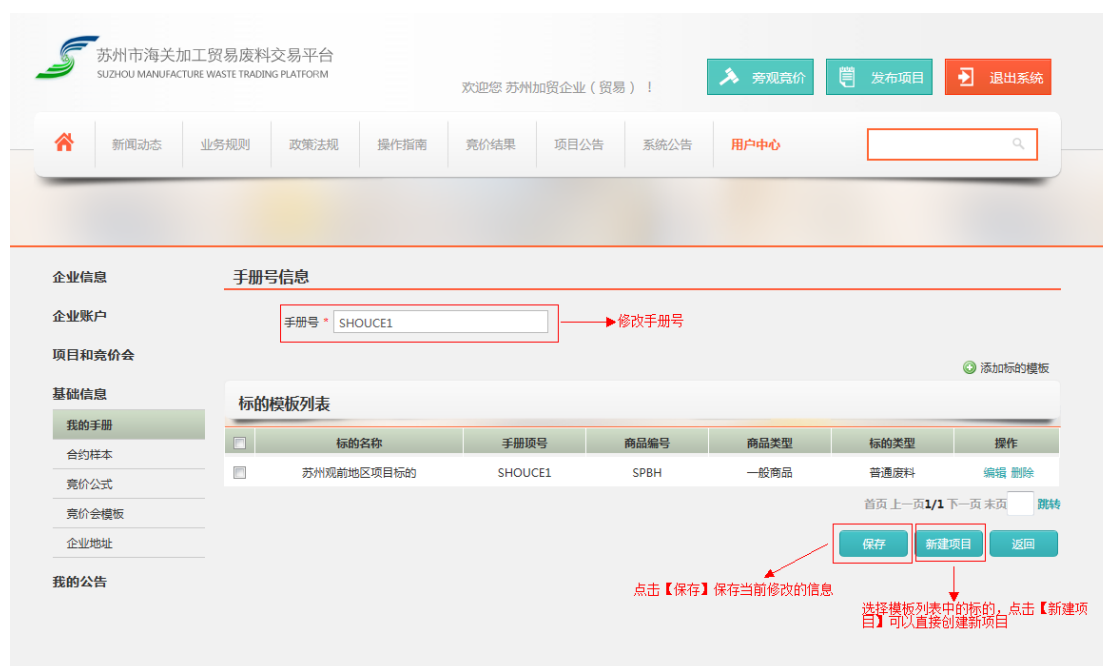 苏州市海关加工贸易废料交易平台
SUZHOU MANUFACTURE WASTE TRADING PLATFORM
欢迎您 苏州加贸企业（贸易）！
旁观竞价
发布项目
退出系统
新闻动态
业务规则
政策法规
操作指南
竞价结果
项目公告
系统公告
用户中心
企业信息
企业账户
项目和竞价会
基础信息
我的手册
合约样本
竞价公式
竞价会模板
企业地址
我的公告
手册号信息
手册号 * SHOUCE1
修改手册号
添加标的模板
标的模板列表
标的名称 手册项号 商品编号 商品类型 标的类型 操作
苏州观前地区项目标的 SHOUCE1 SPBH 一般商品 普通废料 编辑 删除
首页 上一页1/1 下一页 末页 跳转
保存 新建项目 返回
点击【保存】保存当前修改的信息
选择模板列表中的标的，点击【新建项
目】可以直接创建新项目